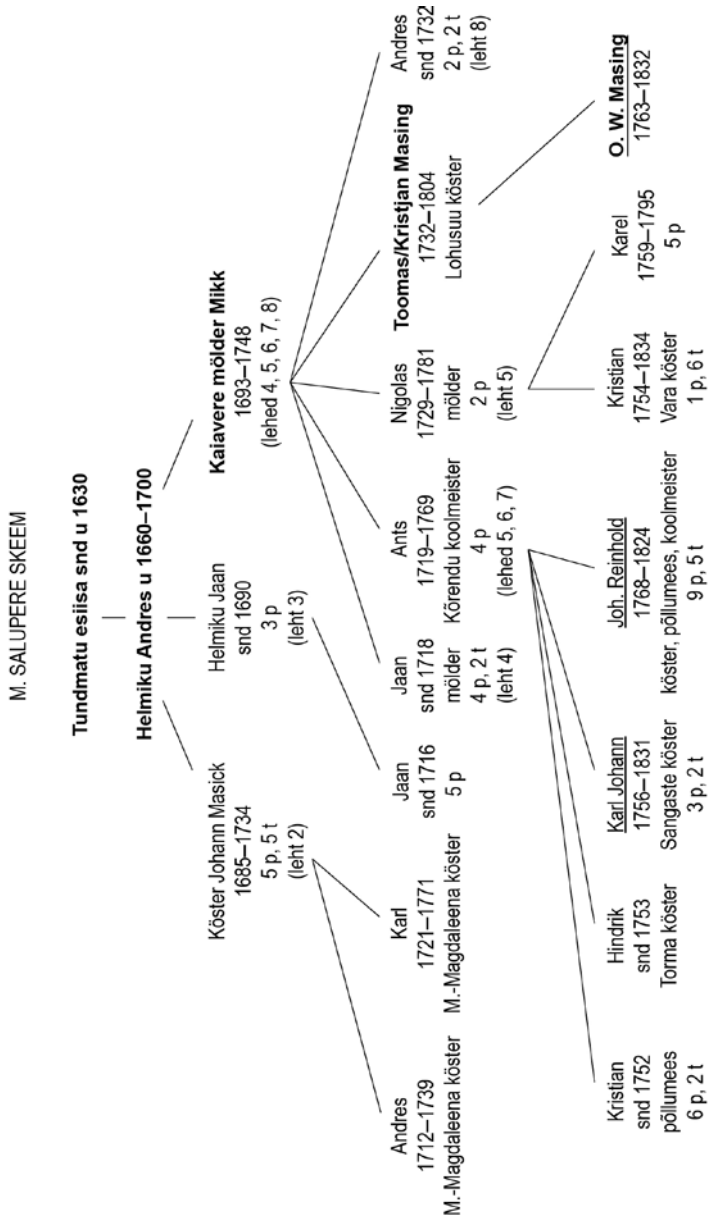 M. SALUPERE SKEEM
Tundmatu esiisa snd u 1630
Helmiku Andres u 1660–1700
Köster Johann Masick
1685–1734
5 p, 5 t
(leht 2)
Helmiku Jaan
snd 1690
3 p
(leht 3)
Kaiavere mölder Mikk
1693–1748
(lehed 4, 5, 6, 7, 8)
Andres
1712–1739
M.-Magdaleena köster
Karl
1721–1771
M.-Magdaleena köster
Jaan
snd 1716
5 p
Jaan
snd 1718
mölder
4 p, 2 t
(leht 4)
Ants
1719–1769
Kõrendu koolmeister
4 p
(lehed 5, 6, 7)
Nigolas
1729–1781
mölder
2 p
(leht 5)
Toomas/Kristjan Masing
1732–1804
Lohusuu köster
Andres
snd 1732
2 p, 2 t
(leht 8)
Kristian
snd 1752
põllumees
6 p, 2 t
Hindrik
snd 1753
Torma köster
Karl Johann
1756–1831
Sangaste köster
3 p, 2 t
Joh. Reinhold
1768–1824
köster, põllumees, koolmeister
9 p, 5 t
Kristian
1754–1834
Vara köster
1 p, 6 t
Karel
1759–1795
5 p
O. W. Masing
1763–1832